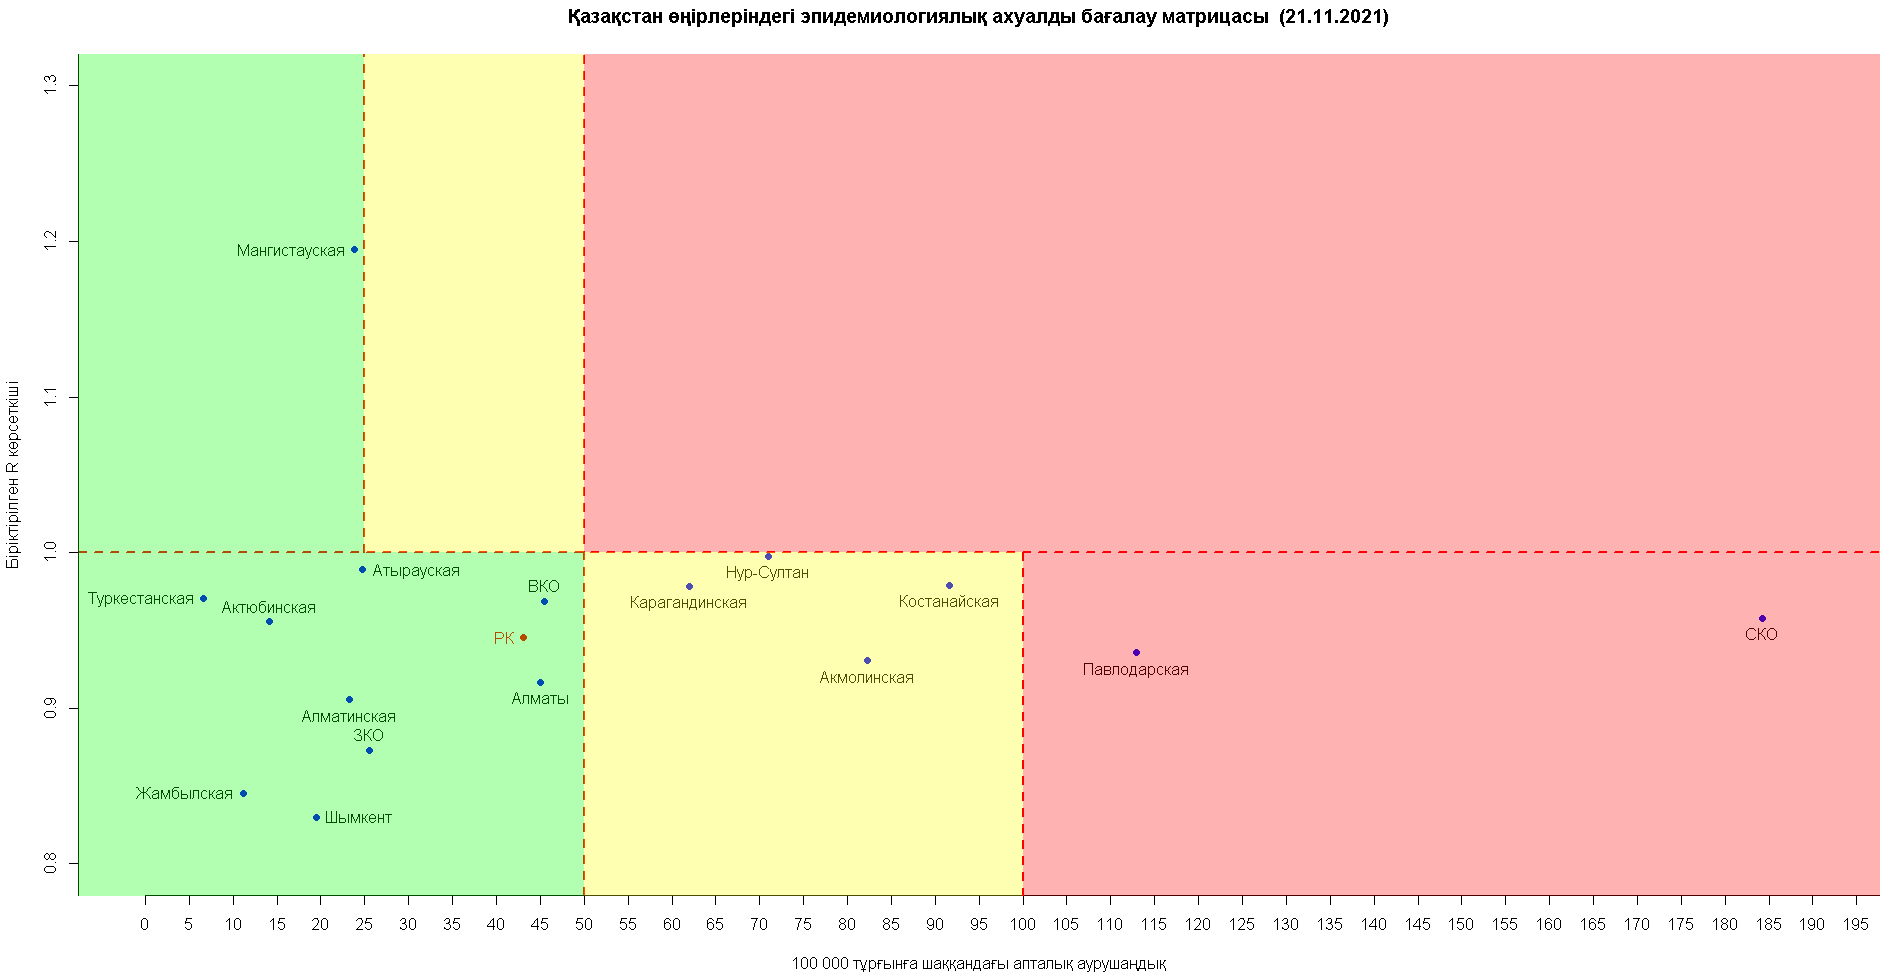 Қазақстан өңірлеріндегі эпидемиологиялық ахуалды бағалау матрицасы (21.11.2021)
Біріктірілген R көрсеткіші
1.3
1.2
1.1
1.0
0.9
0.8
Мангистауская
Атырауская
Туркестанская
Актюбинская
ВКО
РК
Алматы
Алматинская
ЗКО
Жамбылская
Шымкент
Нур-Султан
Карагандинская
Костанайская
Акмолинская
Павлодарская
СКО
0 5 10 15 20 25 30 35 40 45 50 55 60 65 70 75 80 85 90 95 100 105 110 115 120 125 130 135 140 145 150 155 160 165 170 175 180 185 190 195
100 000 тұрғынға шаққандағы апталық аурушаңдық